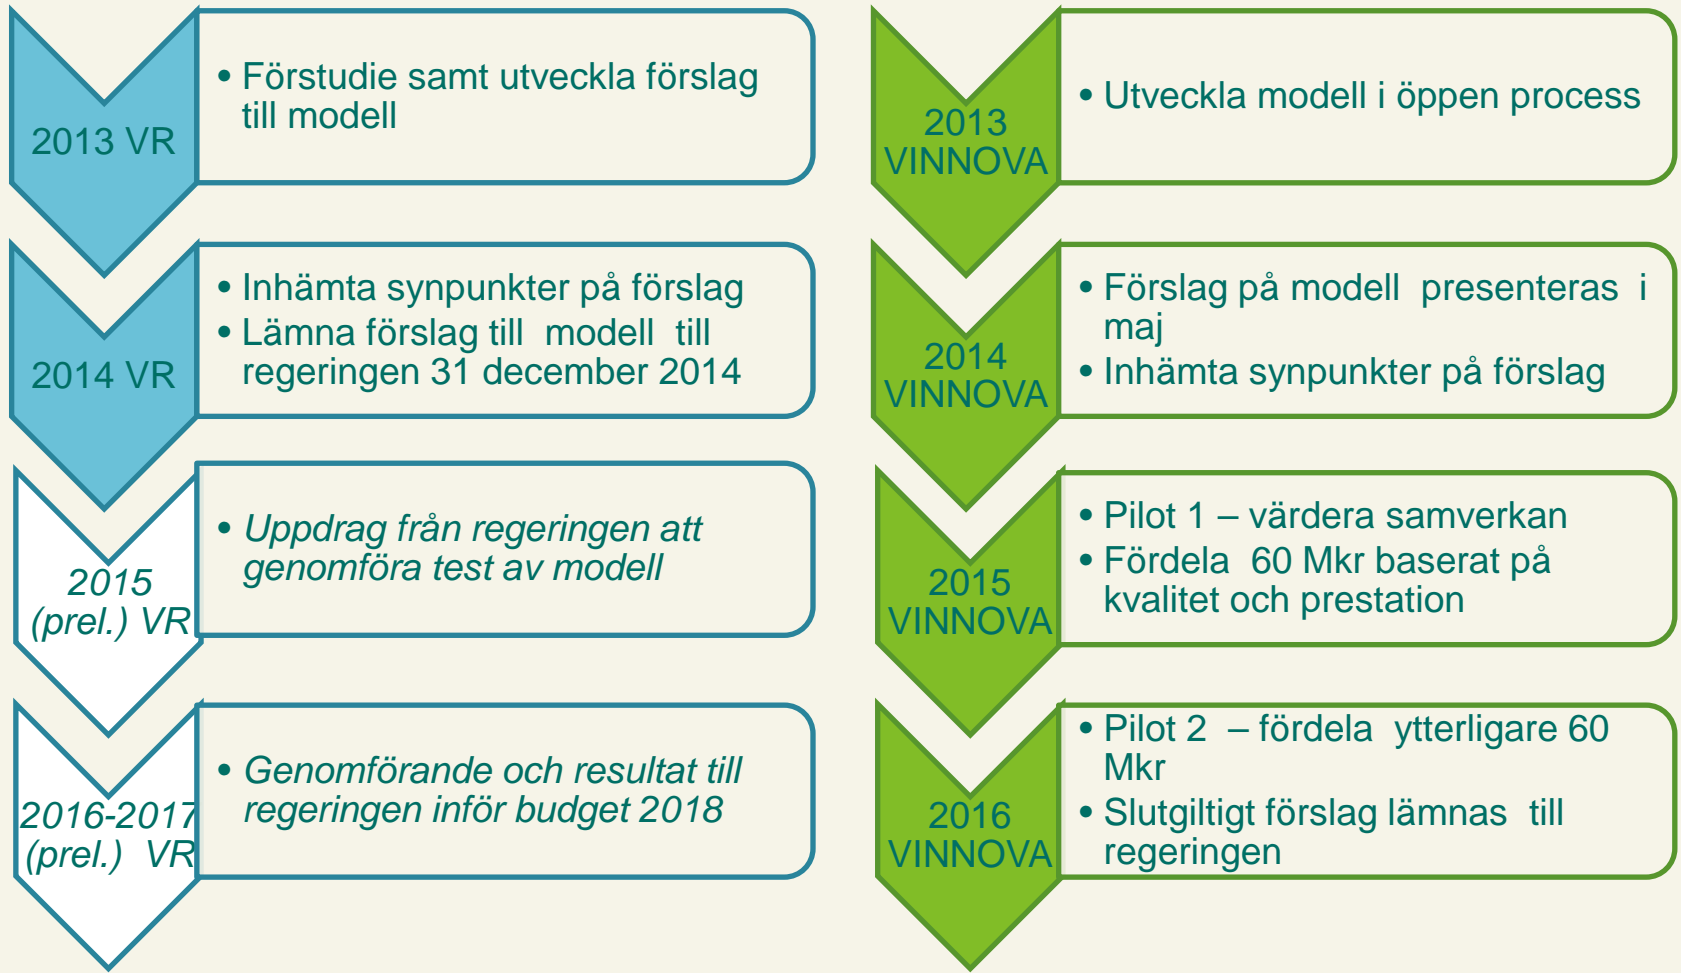 2013 VR
• Förstudie samt utveckla förslag
till modell
2014 VR
• Inhämta synpunkter på förslag
• Lämna förslag till modell till
regeringen 31 december 2014
2015
(prel.) VR
• Uppdrag från regeringen att
genomföra test av modell
2016-2017
(prel.) VR
• Genomförande och resultat till
regeringen inför budget 2018
2013
VINNOVA
• Utveckla modell i öppen process
2014
VINNOVA
• Förslag på modell presenteras i
maj
• Inhämta synpunkter på förslag
2015
VINNOVA
• Pilot 1 – värdera samverkan
• Fördela 60 Mkr baserat på
kvalitet och prestation
2016
VINNOVA
• Pilot 2 – fördela ytterligare 60
Mkr
• Slutgiltigt förslag lämnas till
regeringen